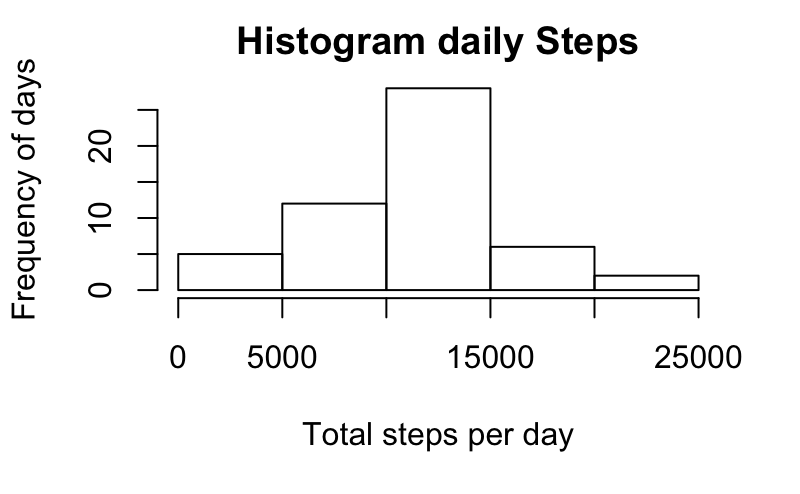 Histogram daily Steps
Frequency of days
20
10
0
0 5000 15000 25000
Total steps per day